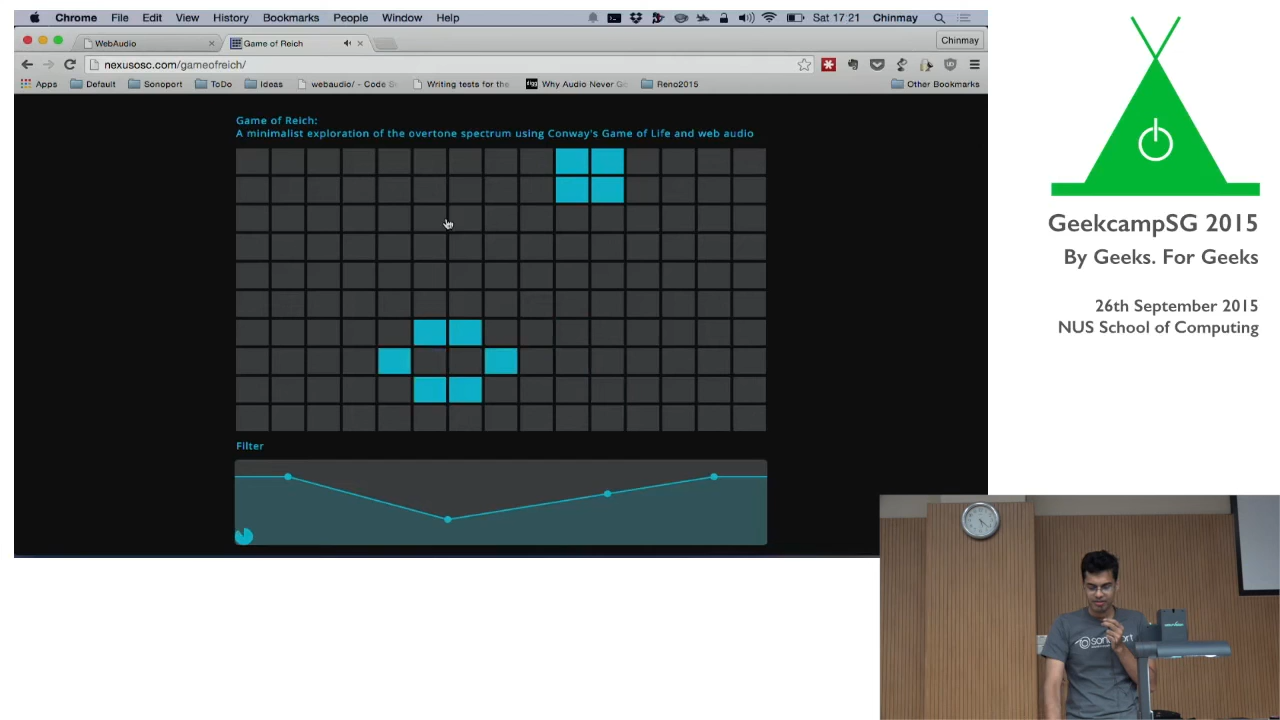 Chrome File Edit View History Bookmarks People Window Help Sat 17 21 Chinmay
WebAudio
Game of Reich
Chinmay
nexusosc.com/gameofreich/
Apps Default Sonoport ToDo Ideas webaudio/ - Code S Writing tests for the Why Audio Never G Reno2015 Other Bookmarks
Game of Reich:
A minimalist exploration of the overtone spectrum using Conway's Game of Life and web audio
Filter
GeekcampSG 2015
By Geeks. For Geeks
26th September 2015
NUS School of Computing